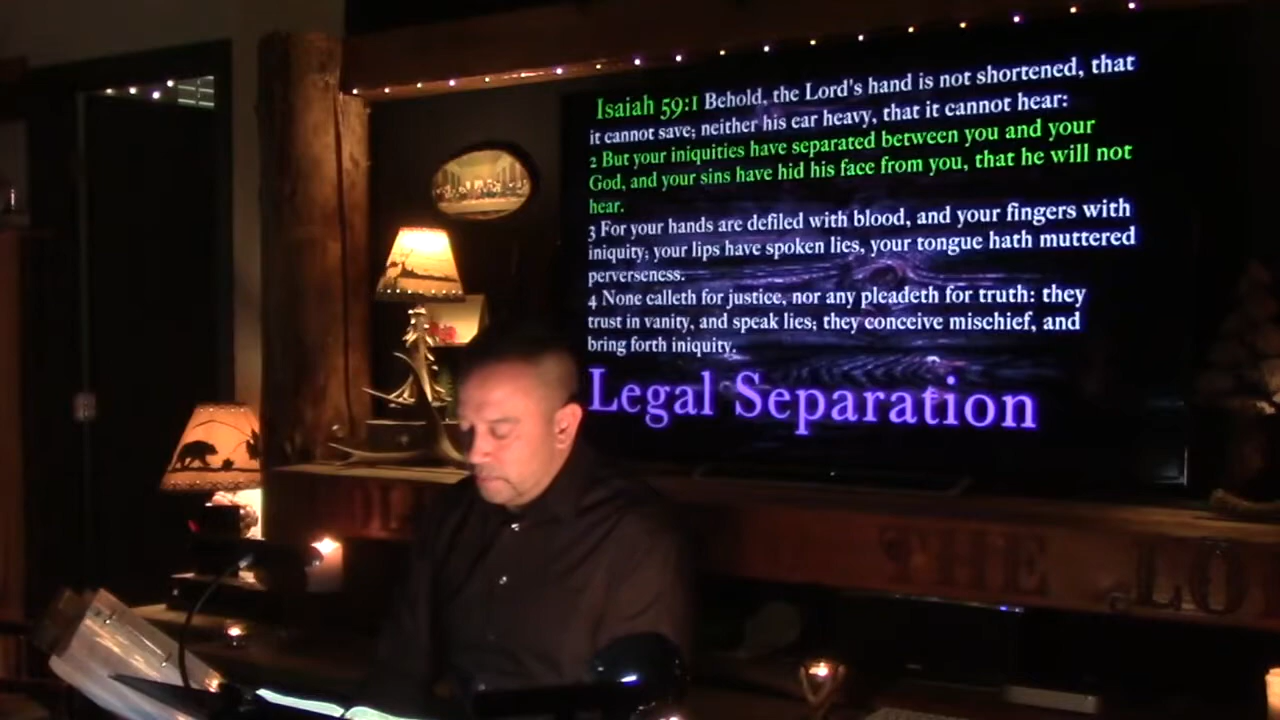 Isaiah 59:1 Behold, the Lord's hand is not shortened, that
it cannot save; neither his ear heavy, that it cannot hear:
2 But your iniquities have separated between you and your
God, and your sins have hid his face from you, that he will not
hear.
3 For your hands are defiled with blood, and your fingers with
iniquity; your lips have spoken lies, your tongue hath muttered
perverseness.
4 None calleth for justice, nor any pleadeth for truth: they
trust in vanity, and speak lies; they conceive mischief, and
bring forth iniquity.
Legal Separation
THE